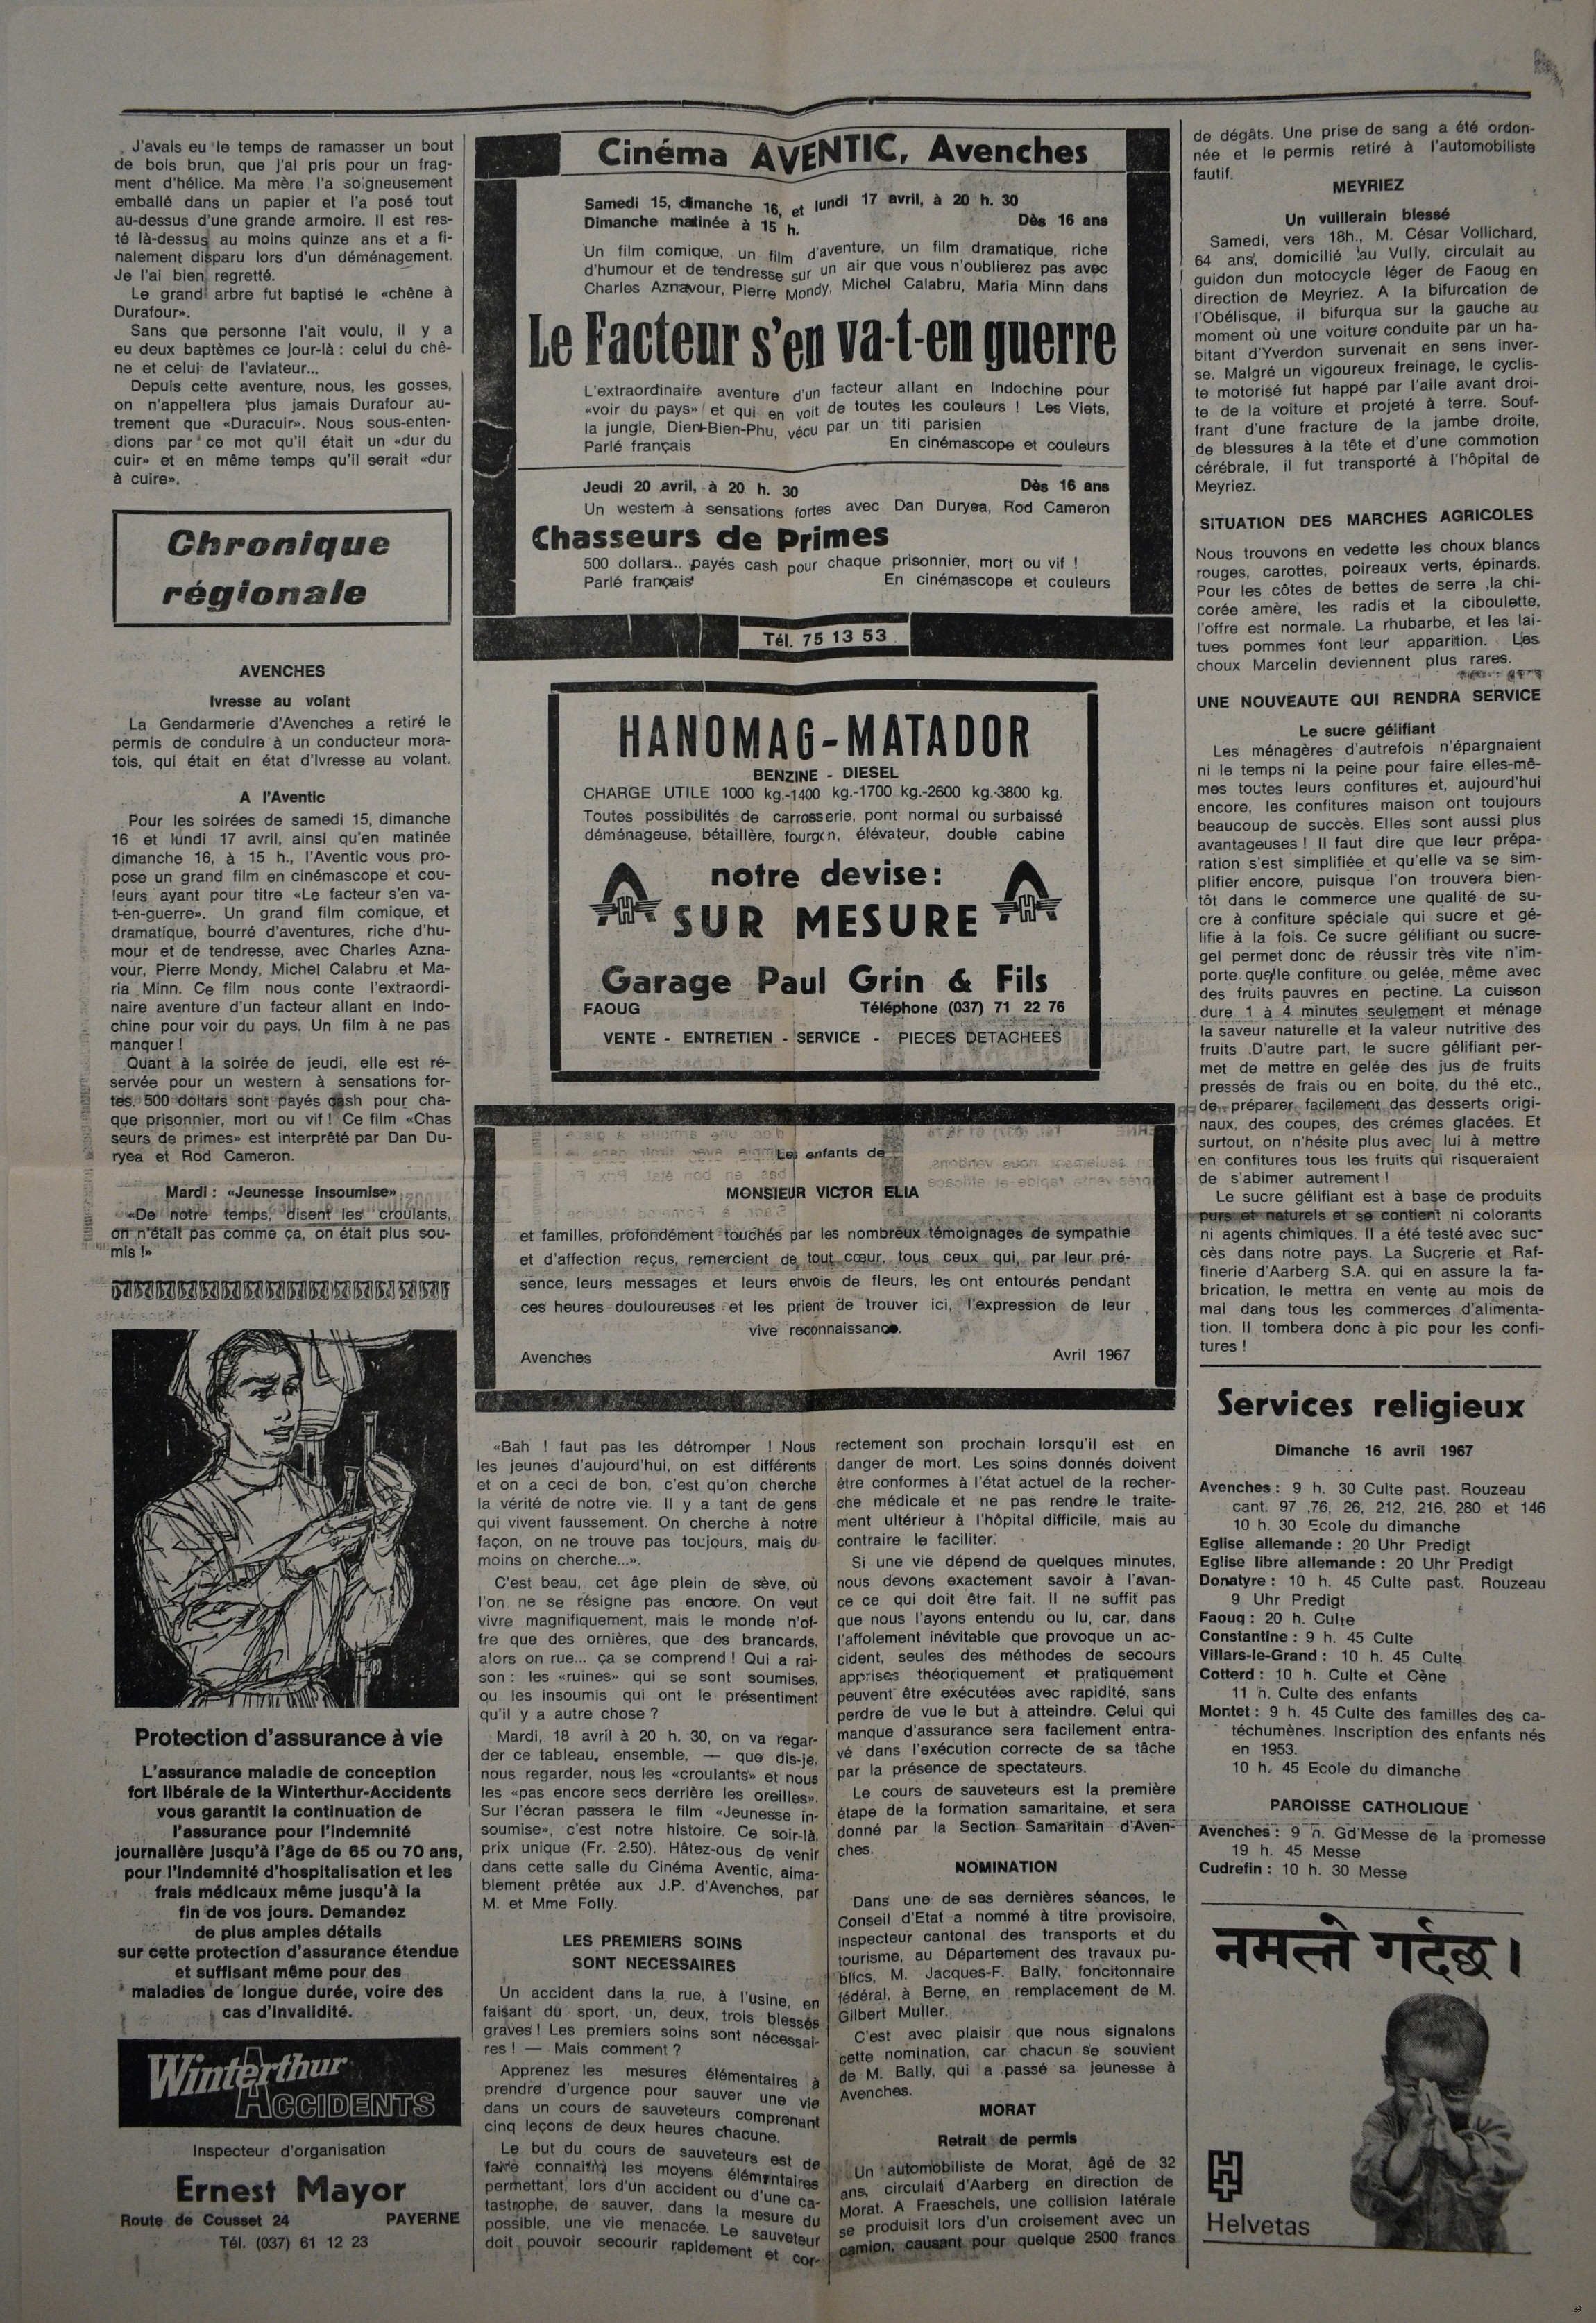 J'avais eu le temps de ramasser un bout
de bois brun, que j'ai pris pour un frag-
ment d'hélice. Ma mère l'a soigneusement
emballé dans un papier et l'a posé tout
au-dessus d'une grande armoire. Il est res-
té là-dessus au moins quinze ans et a fi-
nalement disparu lors d'un déménagement.
Je l'ai bien regretté.
Le grand arbre fut baptisé le «chêne à
Durafour».
Sans que personne l'ait voulu, il y a
eu deux baptèmes ce jour-là : celui du chê-
ne et celui de l'aviateur...
Depuis cette aventure, nous, les gosses,
on n'appellera plus jamais Durafour au-
trement que «Duracuir». Nous sous-enten-
dions par ce mot qu'il était un «dur du
cuir» et en même temps qu'il serait «dur
à cuire».
Chronique
régionale
AVENCHES
Ivresse au volant
La Gendarmerie d'Avenches a retiré le
permis de conduire à un conducteur mora-
tois, qui était en état d'ivresse au volant.
A l'Aventic
Pour les soirées de samedi 15, dimanche
16 et lundi 17 avril, ainsi qu'en matinée
dimanche 16, à 15 h., l'Aventic vous pro-
pose un grand film en cinémascope et cou-
leurs ayant pour titre «Le facteur s'en va-
t-en-guerre». Un grand film comique, et
dramatique, bourré d'aventures, riche d'hu-
mour et de tendresse, avec Charles Azna-
vour, Pierre Mondy, Michel Calabru et Ma-
ria Minn. Ce film nous conte l'extraordi-
naire aventure d'un facteur allant en Indo-
chine pour voir du pays. Un film à ne pas
manquer !
Quant à la soirée de jeudi, elle est ré-
servée pour un western à sensations for-
tes. 500 dollars sont payés cash pour cha-
que prisonnier, mort ou vif ! Ce film «Chas
seurs de primes» est interprêté par Dan Du-
ryea et Rod Cameron.
Mardi : «Jeunesse insoumise»
«De notre temps, disent les croulants,
on n'était pas comme ça, on était plus sou-
mis !»
Protection d'assurance à vie
L'assurance maladie de conception
fort libérale de la Winterthur-Accidents
vous garantit la continuation de
l'assurance pour l'indemnité
journalière jusqu'à l'âge de 65 ou 70 ans,
pour l'indemnité d'hospitalisation et les
frais médicaux même jusqu'à la
fin de vos jours. Demandez
de plus amples détails
sur cette protection d'assurance étendue
et suffisant même pour des
maladies de longue durée, voire des
cas d'invalidité.
Winterthur
ACCIDENTS
Inspecteur d'organisation
Ernest Mayor
Route de Cousset 24 PAYERNE
Tél. (037) 61 12 23
Cinéma AVENTIC, Avenches
Samedi 15, dimanche 16, et lundi 17 avril, à 20 h. 30
Dimanche matinée à 15 h. Dès 16 ans
Un film comique, un film d'aventure, un film dramatique, riche
d'humour et de tendresse sur un air que vous n'oublierez pas avec
Charles Aznavour, Pierre Mondy, Michel Calabru, Maria Minn dans
Le Facteur s'en va-t-en guerre
L'extraordinaire aventure d'un facteur allant en Indochine pour
«voir du pays» et qui en voit de toutes les couleurs ! Les Viets,
la jungle, Dien-Bien-Phu, vécu par un titi parisien
Parlé français En cinémascope et couleurs
Jeudi 20 avril, à 20 h. 30 Dès 16 ans
Un western à sensations fortes avec Dan Duryea, Rod Cameron
Chasseurs de Primes
500 dollars... payés cash pour chaque prisonnier, mort ou vif !
Parlé français En cinémascope et couleurs
Tél. 75 13 53
HANOMAG-MATADOR
BENZINE - DIESEL
CHARGE UTILE 1000 kg.-1400 kg.-1700 kg.-2600 kg.-3800 kg.
Toutes possibilités de carrosserie, pont normal ou surbaissé
déménageuse, bétaillère, fourgon, élévateur, double cabine
notre devise :
SUR MESURE
Garage Paul Grin & Fils
FAOUG Téléphone (037) 71 22 76
VENTE - ENTRETIEN - SERVICE - PIECES DETACHEES
Les enfants de
MONSIEUR VICTOR ELIA
et familles, profondément touchés par les nombreux témoignages de sympathie
et d'affection reçus, remercient de tout cœur, tous ceux qui, par leur pré-
sence, leurs messages et leurs envois de fleurs, les ont entourés pendant
ces heures douloureuses et les prient de trouver ici, l'expression de leur
vive reconnaissance.
Avenches Avril 1967
«Bah ! faut pas les détromper ! Nous
les jeunes d'aujourd'hui, on est différents
et on a ceci de bon, c'est qu'on cherche
la vérité de notre vie. Il y a tant de gens
qui vivent faussement. On cherche à notre
façon, on ne trouve pas toujours, mais du
moins on cherche...».
C'est beau, cet âge plein de sève, où
l'on ne se résigne pas encore. On veut
vivre magnifiquement, mais le monde n'of-
fre que des ornières, que des brancards,
alors on rue... ça se comprend ! Qui a rai-
son : les «ruines» qui se sont soumises,
ou les insoumis qui ont le présentiment
qu'il y a autre chose ?
Mardi, 18 avril à 20 h. 30, on va regar-
der ce tableau, ensemble, — que dis-je,
nous regarder, nous les «croulants» et nous
les «pas encore secs derrière les oreilles».
Sur l'écran passera le film «Jeunesse in-
soumise», c'est notre histoire. Ce soir-là,
prix unique (Fr. 2.50). Hâtez-ous de venir
dans cette salle du Cinéma Aventic, aima-
blement prêtée aux J.P. d'Avenches, par
M. et Mme Folly.
LES PREMIERS SOINS
SONT NECESSAIRES
Un accident dans la rue, à l'usine, en
faisant du sport, un, deux, trois blessés
graves ! Les premiers soins sont nécessai-
res ! — Mais comment ?
Apprenez les mesures élémentaires à
prendre d'urgence pour sauver une vie
dans un cours de sauveteurs comprenant
cinq leçons de deux heures chacune.
Le but du cours de sauveteurs est de
faire connaître les moyens élémentaires
permettant, lors d'un accident ou d'une ca-
tastrophe, de sauver, dans la mesure du
possible, une vie menacée. Le sauveteur
doit pouvoir secourir rapidement et cor-
rectement son prochain lorsqu'il est en
danger de mort. Les soins donnés doivent
être conformes à l'état actuel de la recher-
che médicale et ne pas rendre le traite-
ment ultérieur à l'hôpital difficile, mais au
contraire le faciliter.
Si une vie dépend de quelques minutes,
nous devons exactement savoir à l'avan-
ce ce qui doit être fait. Il ne suffit pas
que nous l'ayons entendu ou lu, car, dans
l'affolement inévitable que provoque un ac-
cident, seules des méthodes de secours
apprises théoriquement et pratiquement
peuvent être exécutées avec rapidité, sans
perdre de vue le but à atteindre. Celui qui
manque d'assurance sera facilement entra-
vé dans l'exécution correcte de sa tâche
par la présence de spectateurs.
Le cours de sauveteurs est la première
étape de la formation samaritaine, et sera
donné par la Section Samaritain d'Aven-
ches.
NOMINATION
Dans une de ses dernières séances, le
Conseil d'Etat a nommé à titre provisoire,
inspecteur cantonal des transports et du
tourisme, au Département des travaux pu-
blics, M. Jacques-F. Bally, foncitonnaire
fédéral, à Berne, en remplacement de M.
Gilbert Muller.
C'est avec plaisir que nous signalons
cette nomination, car chacun se souvient
de M. Bally, qui a passé sa jeunesse à
Avenches.
MORAT
Retrait de permis
Un automobiliste de Morat, âgé de 32
ans, circulait d'Aarberg en direction de
Morat. A Fraeschels, une collision latérale
se produisit lors d'un croisement avec un
camion, causant pour quelque 2500 francs
de dégâts. Une prise de sang a été ordon-
née et le permis retiré à l'automobiliste
fautif.
MEYRIEZ
Un vuillerain blessé
Samedi, vers 18h., M. César Vollichard,
64 ans, domicilié au Vully, circulait au
guidon dun motocycle léger de Faoug en
direction de Meyriez. A la bifurcation de
l'Obélisque, il bifurqua sur la gauche au
moment où une voiture conduite par un ha-
bitant d'Yverdon survenait en sens inver-
se. Malgré un vigoureux freinage, le cyclis-
te motorisé fut happé par l'aile avant droi-
te de la voiture et projeté à terre. Souf-
frant d'une fracture de la jambe droite,
de blessures à la tête et d'une commotion
cérébrale, il fut transporté à l'hôpital de
Meyriez.
SITUATION DES MARCHES AGRICOLES
Nous trouvons en vedette les choux blancs
rouges, carottes, poireaux verts, épinards.
Pour les côtes de bettes de serre ,la chi-
corée amère, les radis et la ciboulette,
l'offre est normale. La rhubarbe, et les lai-
tues pommes font leur apparition. Les
choux Marcelin deviennent plus rares.
UNE NOUVEAUTE QUI RENDRA SERVICE
Le sucre gélifiant
Les ménagères d'autrefois n'épargnaient
ni le temps ni la peine pour faire elles-mê-
mes toutes leurs confitures et, aujourd'hui
encore, les confitures maison ont toujours
beaucoup de succès. Elles sont aussi plus
avantageuses ! Il faut dire que leur prépa-
ration s'est simplifiée et qu'elle va se sim-
plifier encore, puisque l'on trouvera bien-
tôt dans le commerce une qualité de su-
cre à confiture spéciale qui sucre et gé-
lifie à la fois. Ce sucre gélifiant ou sucre-
gel permet donc de réussir très vite n'im-
porte quelle confiture ou gelée, même avec
des fruits pauvres en pectine. La cuisson
dure 1 à 4 minutes seulement et ménage
la saveur naturelle et la valeur nutritive des
fruits .D'autre part, le sucre gélifiant per-
met de mettre en gelée des jus de fruits
pressés de frais ou en boite, du thé etc.,
de préparer facilement des desserts origi-
naux, des coupes, des crémes glacées. Et
surtout, on n'hésite plus avec lui à mettre
en confitures tous les fruits qui risqueraient
de s'abimer autrement !
Le sucre gélifiant est à base de produits
purs et naturels et se contient ni colorants
ni agents chimiques. Il a été testé avec suc-
cès dans notre pays. La Sucrerie et Raf-
finerie d'Aarberg S.A. qui en assure la fa-
brication, le mettra en vente au mois de
mai dans tous les commerces d'alimenta-
tion. Il tombera donc à pic pour les confi-
tures !
Services religieux
Dimanche 16 avril 1967
Avenches : 9 h. 30 Culte past. Rouzeau
cant. 97 ,76, 26, 212, 216, 280 et 146
10 h. 30 Ecole du dimanche
Eglise allemande : 20 Uhr Predigt
Eglise libre allemande : 20 Uhr Predigt
Donatyre : 10 h. 45 Culte past. Rouzeau
9 Uhr Predigt
Faoug : 20 h. Culte
Constantine : 9 h. 45 Culte
Villars-le-Grand : 10 h. 45 Culte
Cotterd : 10 h. Culte et Cène
11 h. Culte des enfants
Montet : 9 h. 45 Culte des familles des ca-
téchumènes. Inscription des enfants nés
en 1953.
10 h. 45 Ecole du dimanche
PAROISSE CATHOLIQUE
Avenches : 9 h. Gd'Messe de la promesse
19 h. 45 Messe
Cudrefin : 10 h. 30 Messe
नमस्ते गर्दछ।
Helvetas